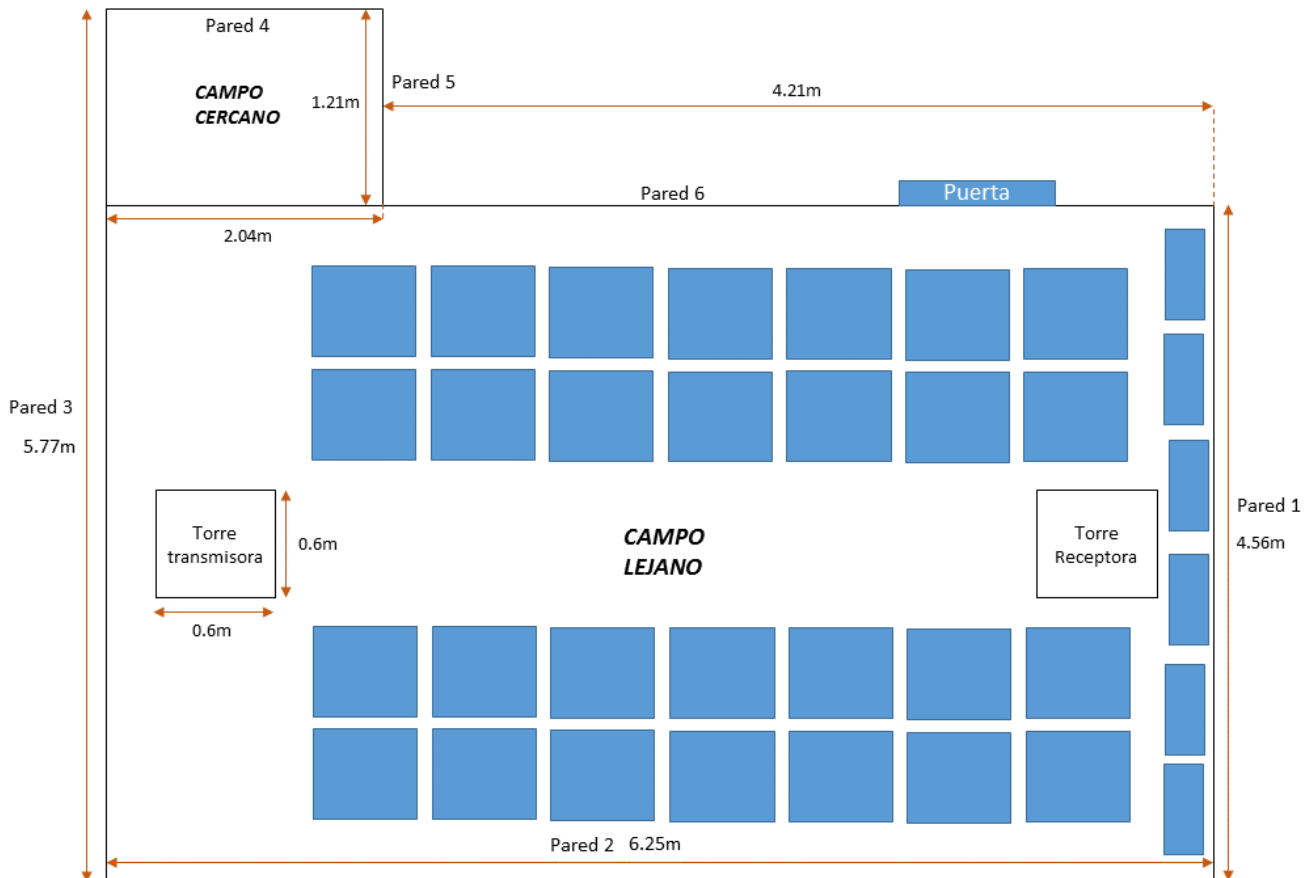 Pared 4
CAMPO
CERCANO
1.21m
Pared 5
4.21m
Pared 6
Puerta
2.04m
Pared 3
5.77m
Torre
transmisora
0.6m
0.6m
CAMPO
LEJANO
Torre
Receptora
Pared 1
4.56m
Pared 2 6.25m